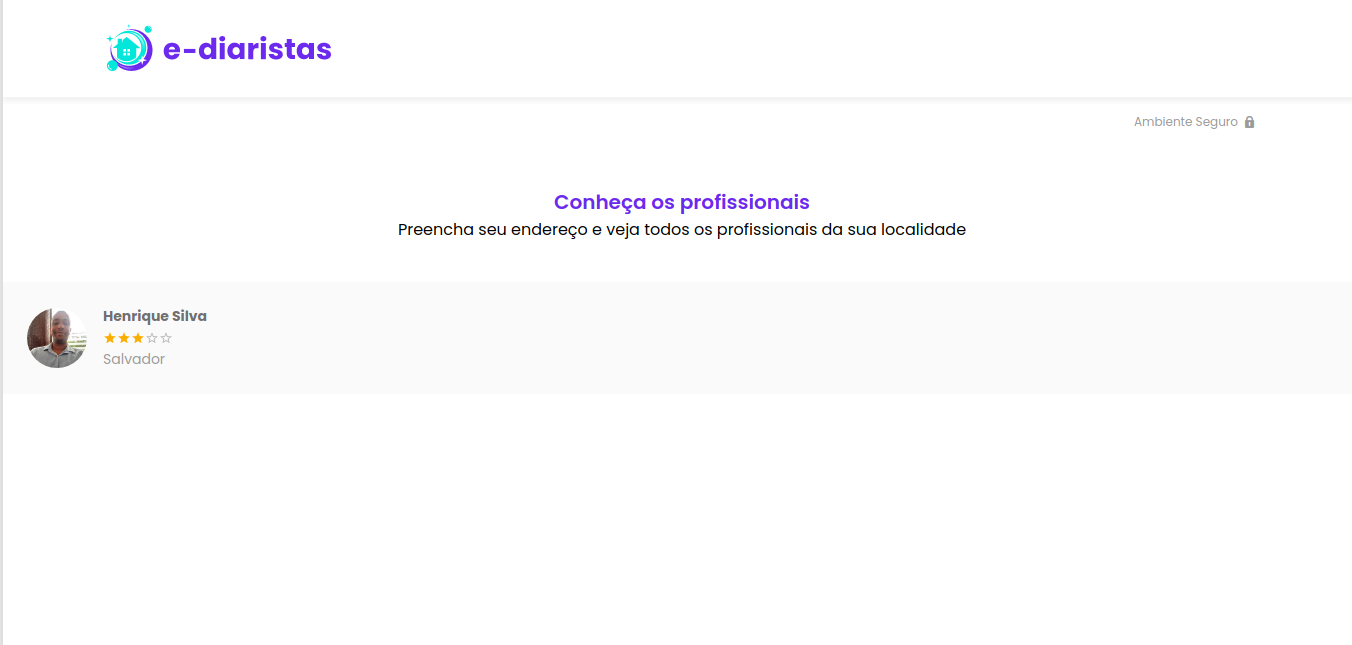 e-diaristas
Ambiente Seguro
Conheça os profissionais
Preencha seu endereço e veja todos os profissionais da sua localidade
Henrique Silva
Salvador